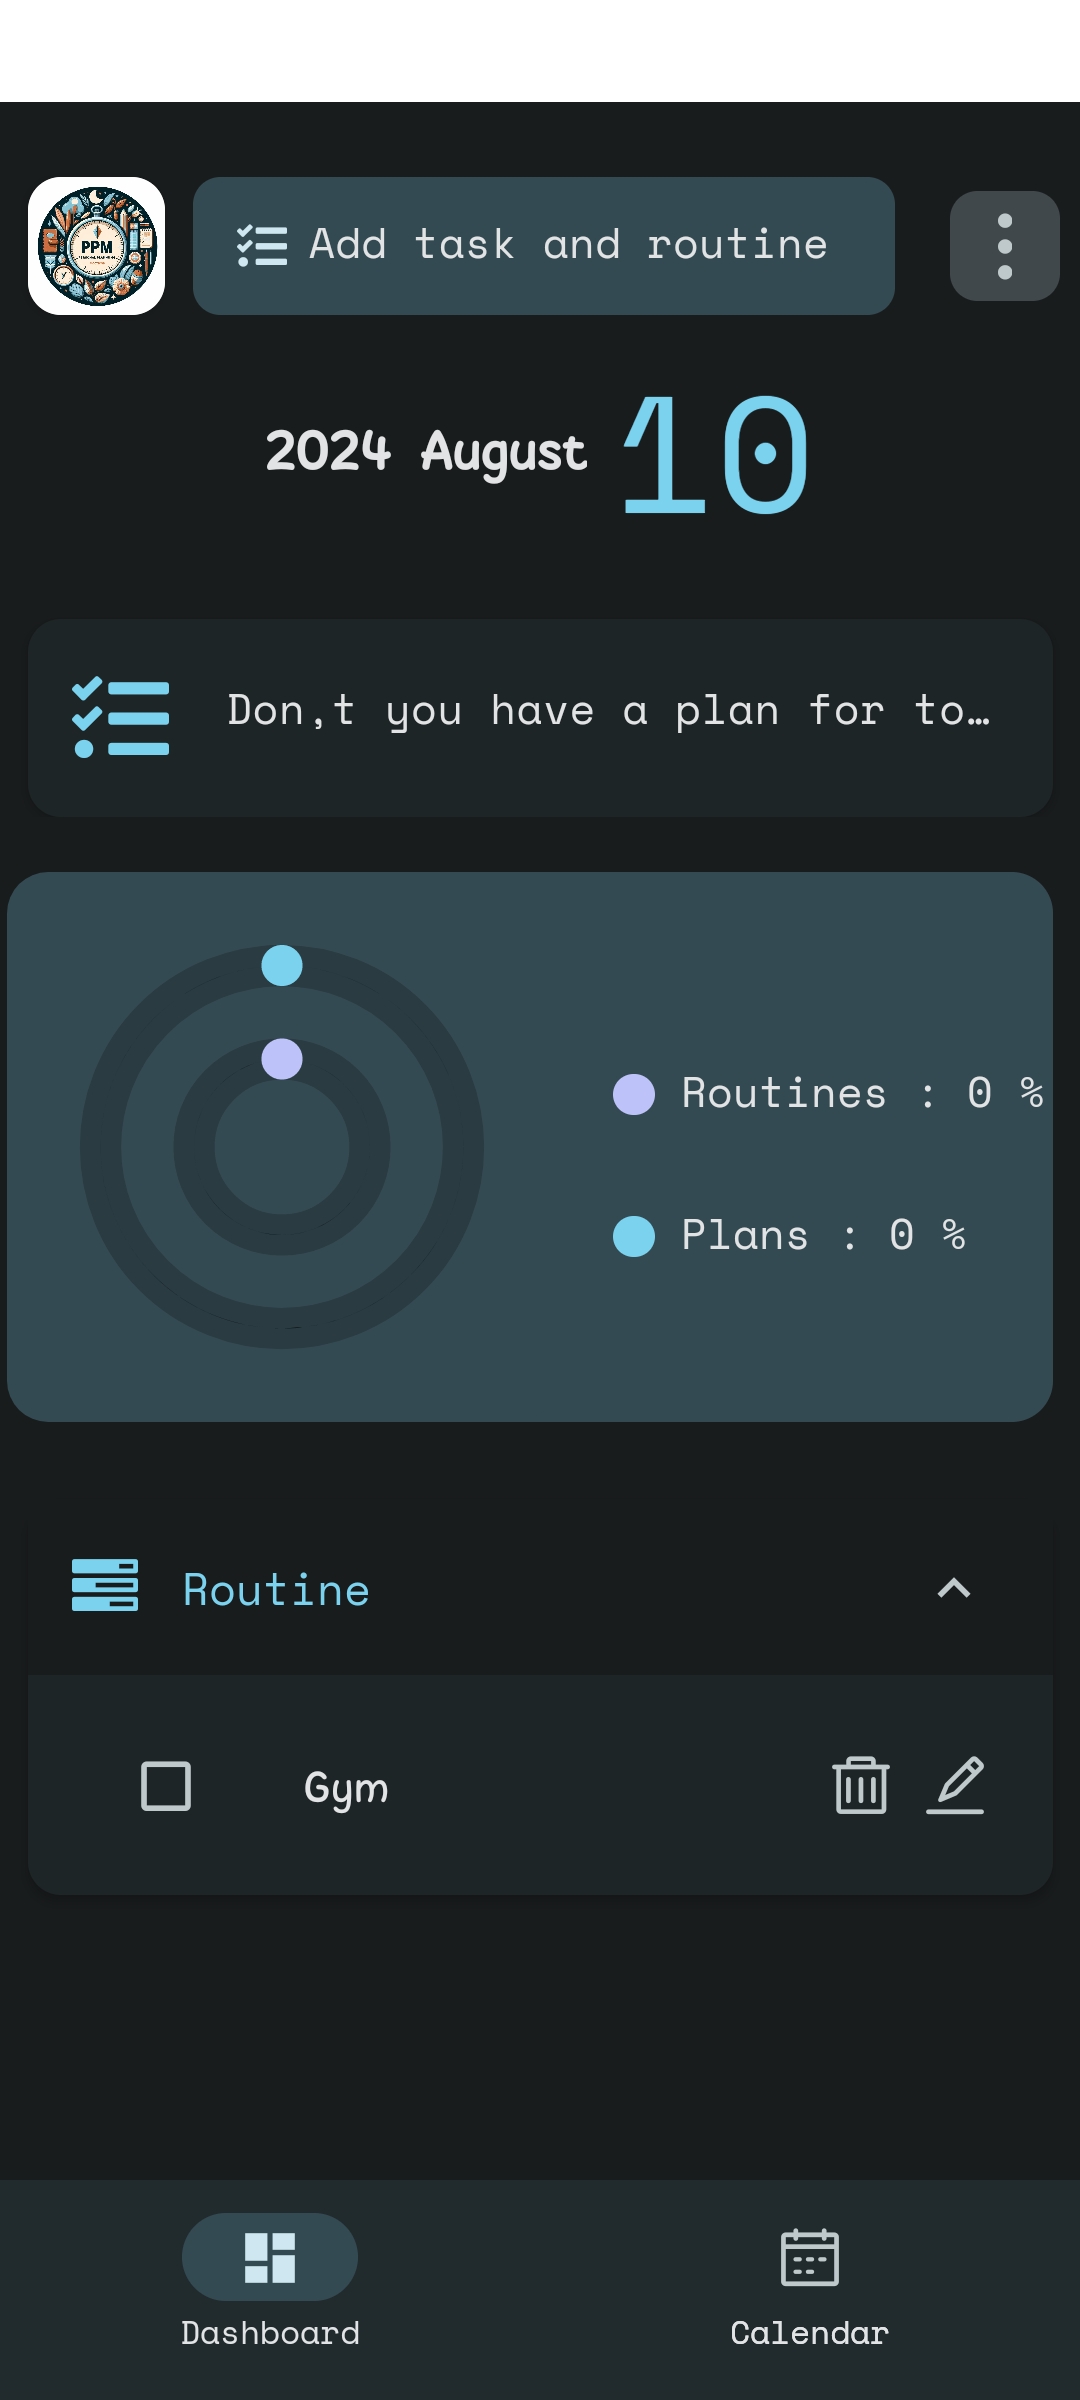 PPM
Add task and routine
2024 August 10
Don,t you have a plan for to…
Routines : 0 %
Plans : 0 %
Routine
Gym
Dashboard
Calendar